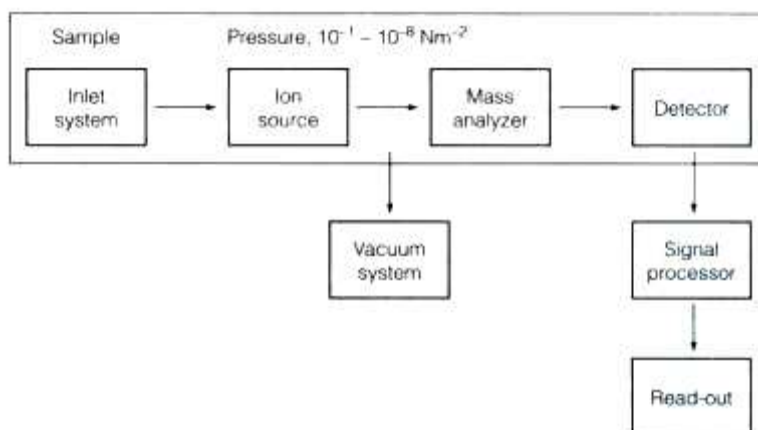 Sample
Pressure, 10⁻¹ – 10⁻⁸ Nm⁻²
Inlet
system
Ion
source
Mass
analyzer
Detector
Vacuum
system
Signal
processor
Read-out